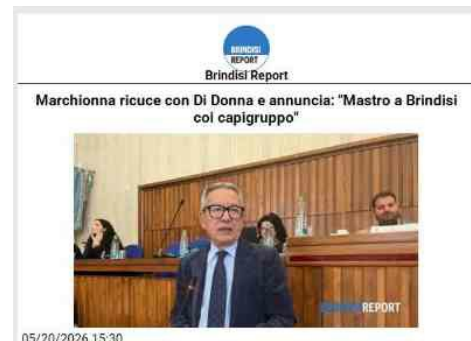 BRINDISI
REPORT
Brindisi Report
Marchionna ricuce con Di Donna e annuncia: "Mastro a Brindisi
coi capigruppo"
REPORT
05/20/2026 15:30